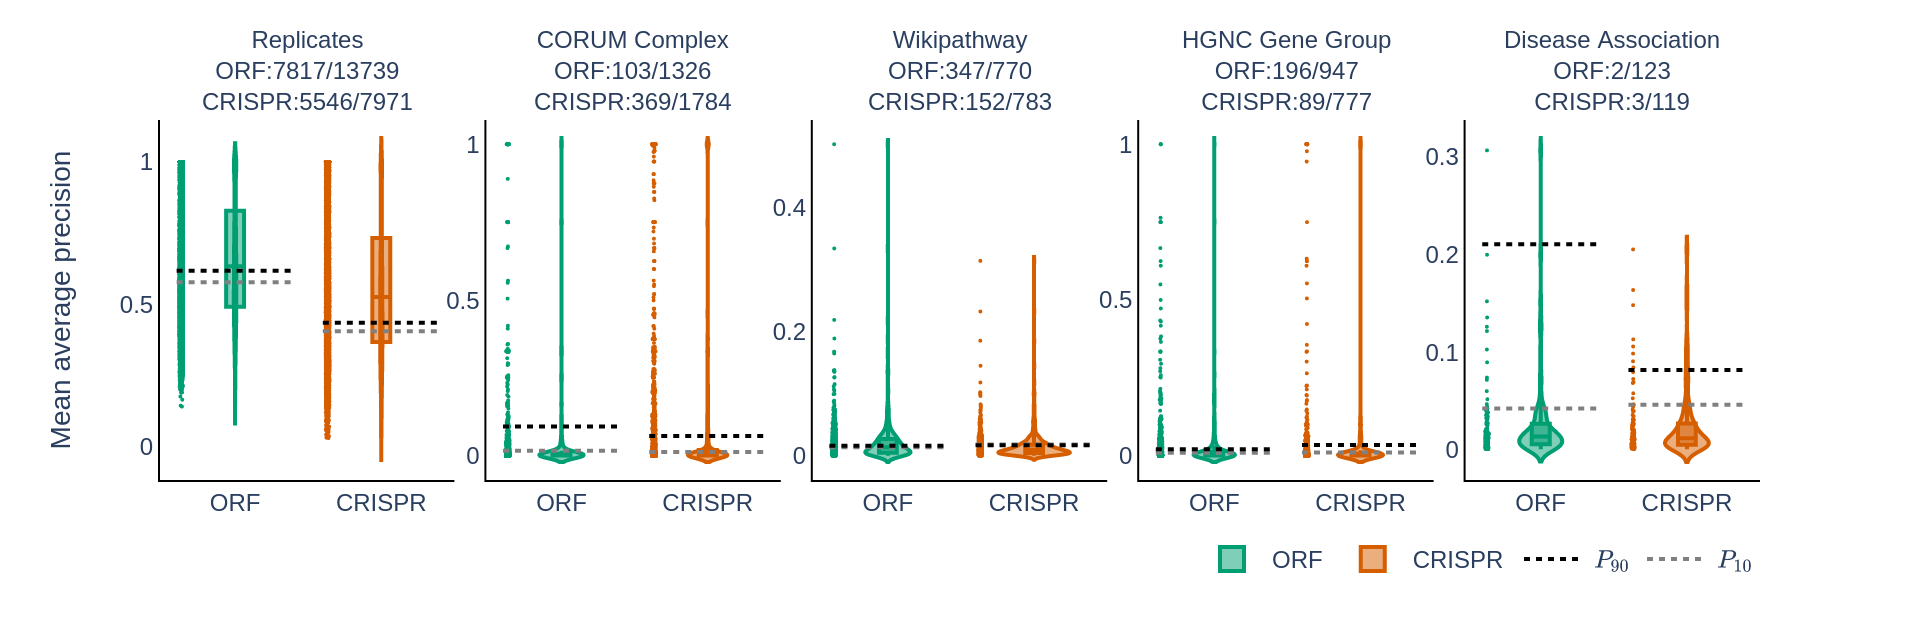 Replicates
ORF:7817/13739
CRISPR:5546/7971
CORUM Complex
ORF:103/1326
CRISPR:369/1784
Wikipathway
ORF:347/770
CRISPR:152/783
HGNC Gene Group
ORF:196/947
CRISPR:89/777
Disease Association
ORF:2/123
CRISPR:3/119
Mean average precision
1
0.5
0
ORF CRISPR
1
0.5
0
ORF CRISPR
0.4
0.2
0
ORF CRISPR
1
0.5
0
ORF CRISPR
0.3
0.2
0.1
0
ORF CRISPR
ORF CRISPR P90 P10